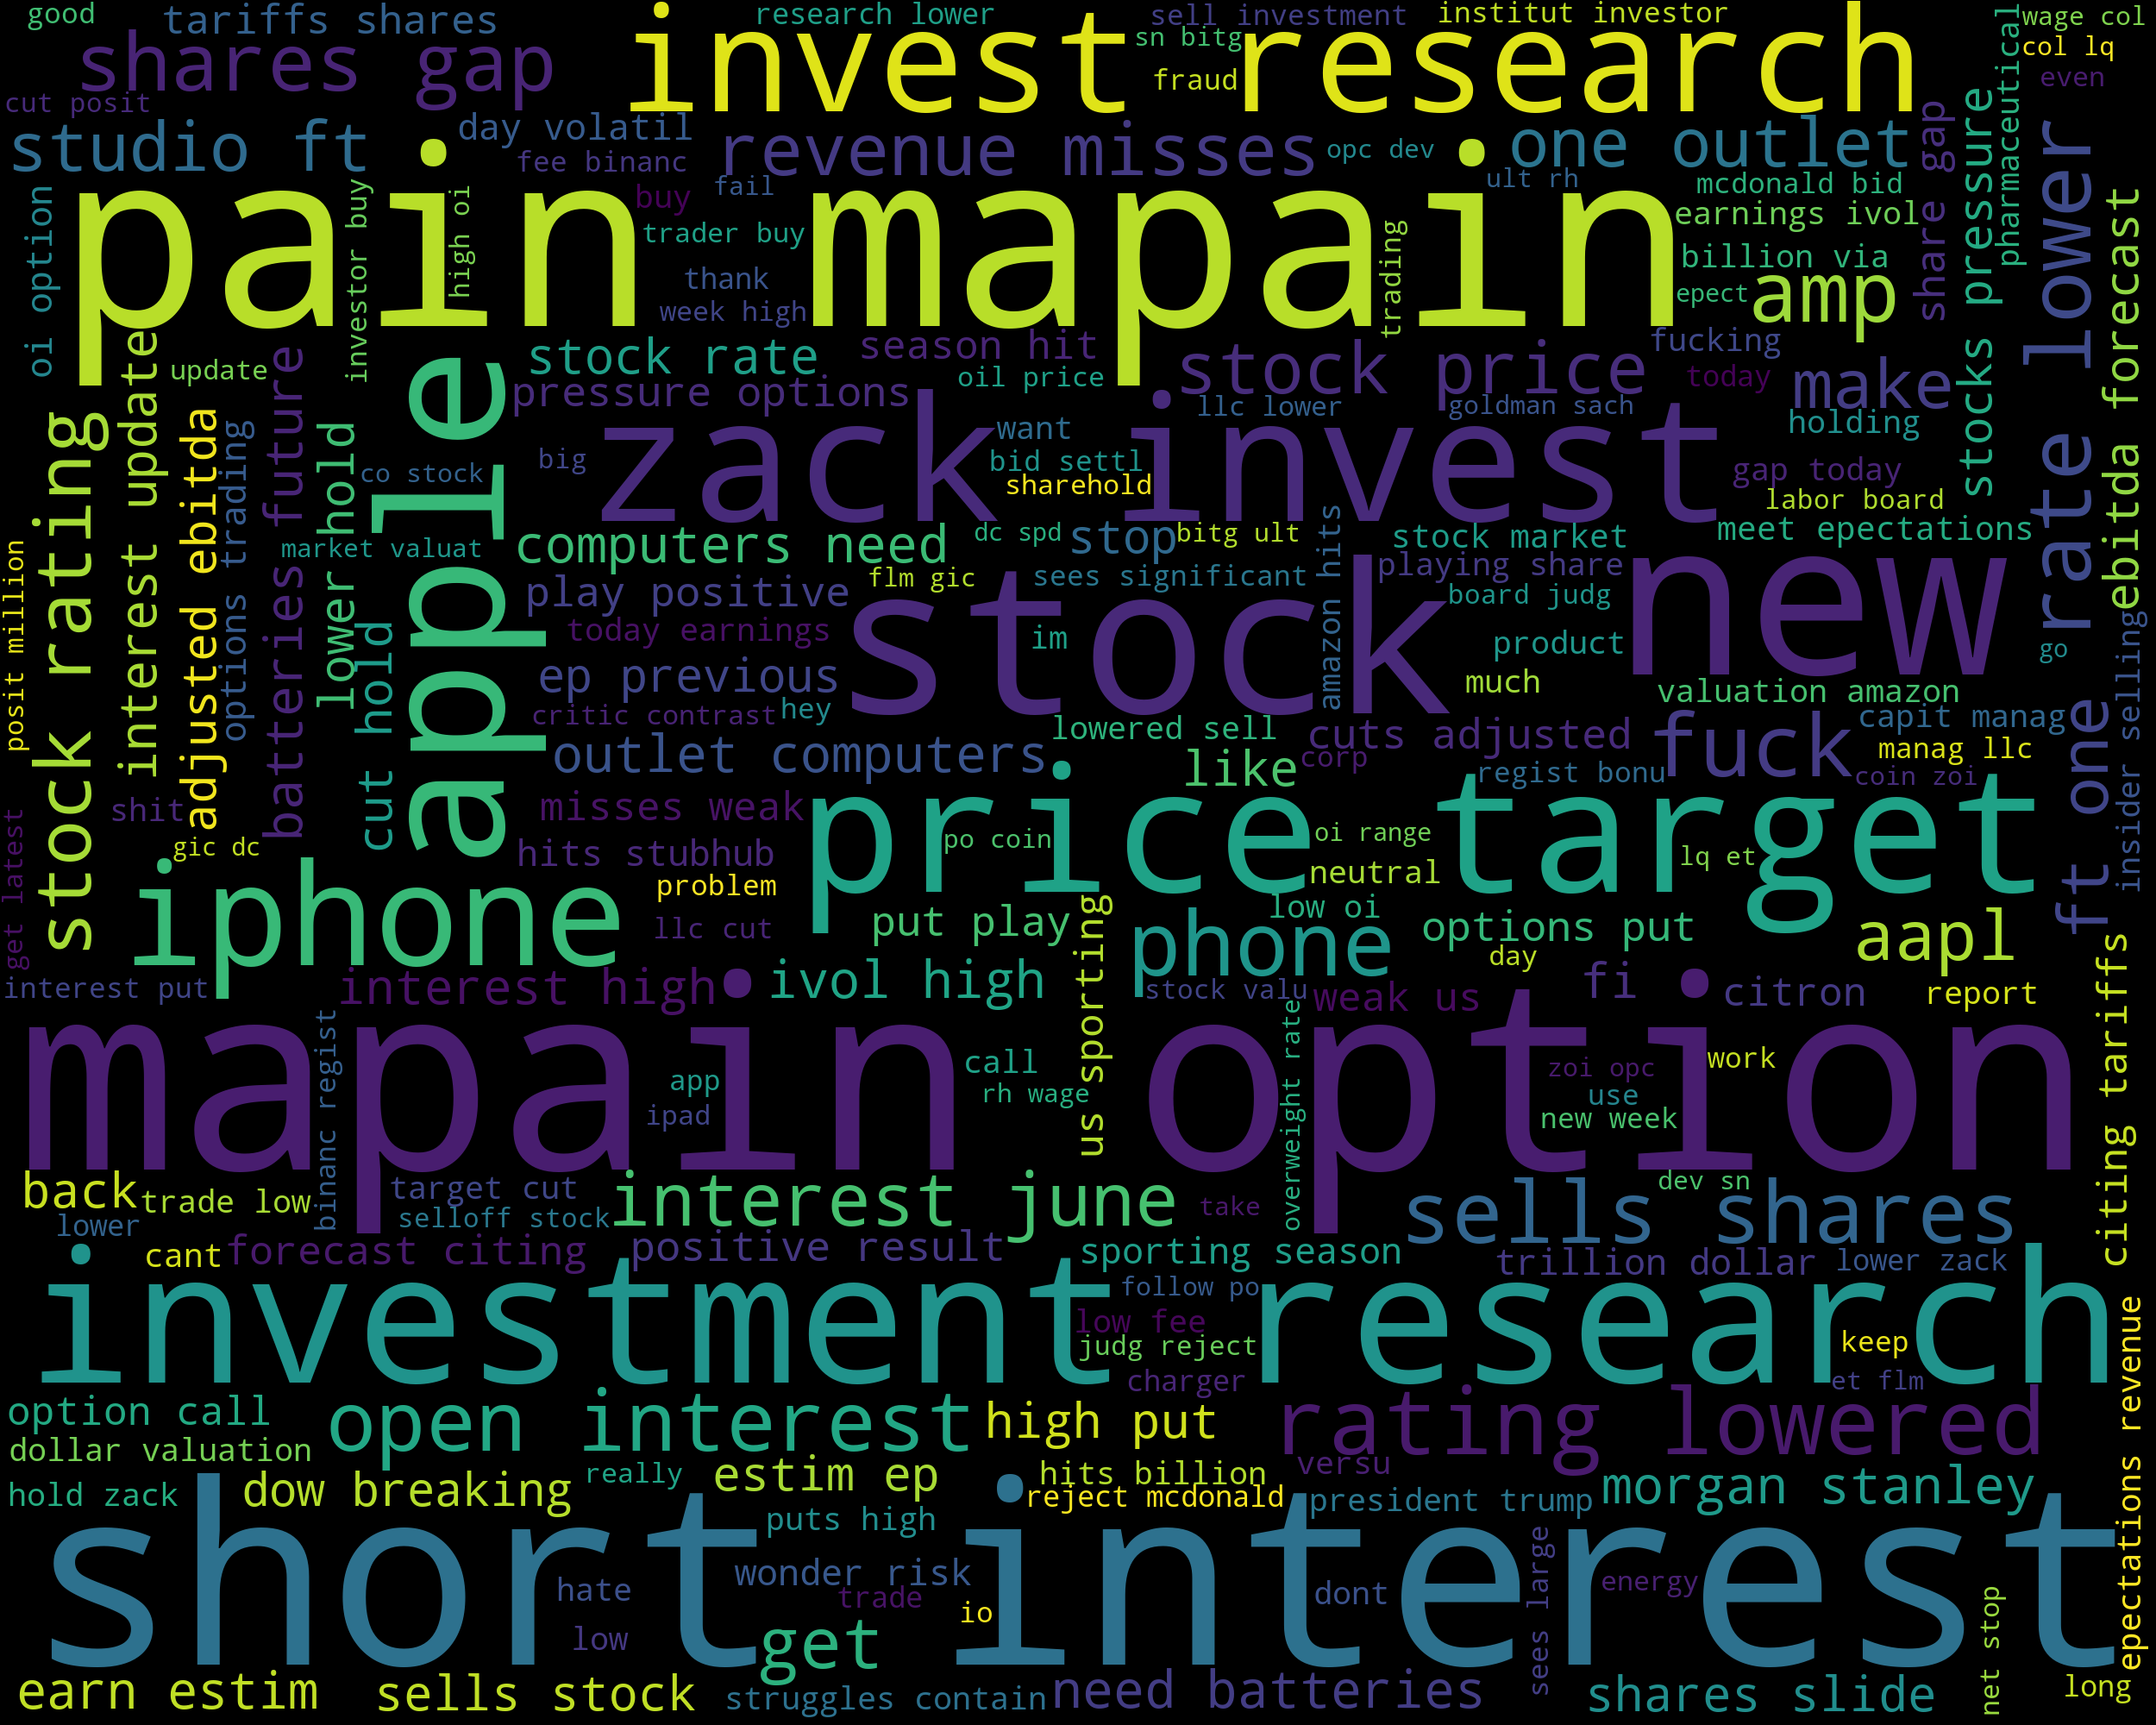 good
tariffs shares
research lower
sell investment
institut investor
wage col
shares gap
invest research
sn bitg
col lq
cut posit
fraud
pharmaceutical
even
studio ft
day volatil
revenue misses
opc dev
one outlet
fee binanc
buy
fail
ult rh
mcdonald bid
share gap
stocks pressure
rate lower
pain mapain
oi option
investor buy
high oi
trader buy
trading
earnings ivol
thank
billion via
week high
epect
amp
ebitda forecast
interest update
update
stock rate
season hit
stock price
fucking
oil price
today
make
pressure options
llc lower
goldman sach
holding
stock rating
adjusted ebitda
options trading
batteries future
lower hold
co stock
apple
big
zack invest
want
bid settl
sharehold
gap today
labor board
market valuat
computers need
dc spd
stop
bitg ult
stock market
meet epectations
posit million
cut hold
play positive
flm gic
sees significant
amazon hits
playing share
board judg
new
today earnings
stock
im
product
go
ep previous
much
valuation amazon
critic contrast
hey
fuck
capit manag
outlet computers
lowered sell
cuts adjusted
manag llc
corp
like
regist bonu
coin zoi
ft one
insider selling
shit
misses weak
price target
get latest
gic dc
hits stubhub
po coin
oi range
lq et
iphone
problem
neutral
llc cut
put play
low oi
phone
options put
aapl
us sporting
day
interest put
interest high
ivol high
stock valu
weak us
fi
citron
report
citing tariffs
mapain option
binanc regist
overweight rate
app
call
zoi opc
work
ipad
rh wage
use
new week
back
trade low
target cut
interest june
take
dev sn
lower
selloff stock
sells shares
cant
forecast citing
positive result
sporting season
trillion dollar
lower zack
investment research
follow po
low fee
judg reject
keep
charger
et flm
epectations revenue
option call
open interest
high put
rating lowered
dollar valuation
hold zack
dow breaking
really
estim ep
hits billion
versu
reject mcdonald
president trump
morgan stanley
puts high
short interest
wonder risk
hate
trade
io
dont
sees large
energy
low
get
net stop
earn estim
sells stock
struggles contain
need batteries
shares slide
long